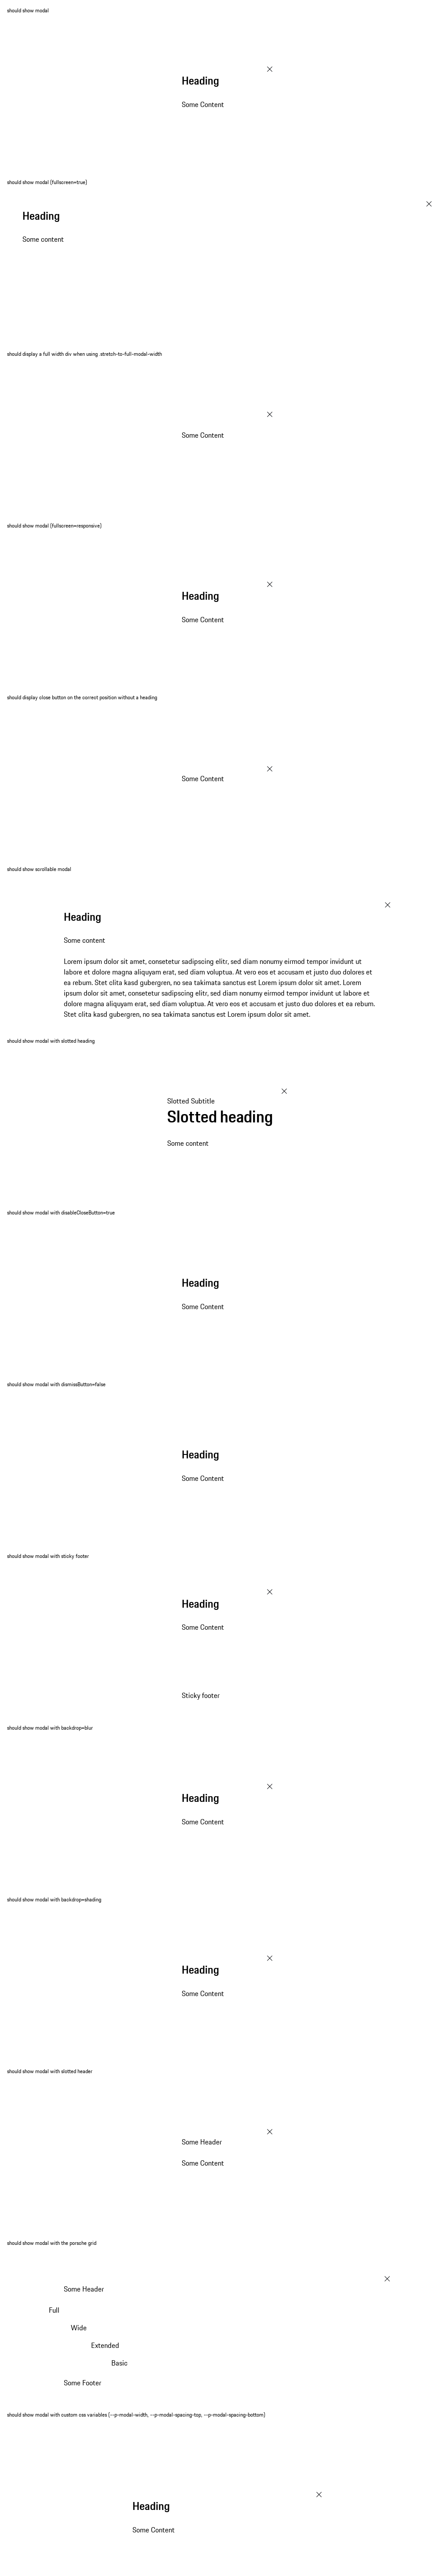 should show modal
Heading
Some Content
should show modal (fullscreen=true)
Heading
Some content
should display a full width div when using .stretch-to-full-modal-width
Some Content
should show modal (fullscreen=responsive)
Heading
Some Content
should display close button on the correct position without a heading
Some Content
should show scrollable modal
Heading
Some content
Lorem ipsum dolor sit amet, consetetur sadipscing elitr, sed diam nonumy eirmod tempor invidunt ut
labore et dolore magna aliquyam erat, sed diam voluptua. At vero eos et accusam et justo duo dolores et
ea rebum. Stet clita kasd gubergren, no sea takimata sanctus est Lorem ipsum dolor sit amet. Lorem
ipsum dolor sit amet, consetetur sadipscing elitr, sed diam nonumy eirmod tempor invidunt ut labore et
dolore magna aliquyam erat, sed diam voluptua. At vero eos et accusam et justo duo dolores et ea rebum.
Stet clita kasd gubergren, no sea takimata sanctus est Lorem ipsum dolor sit amet.
should show modal with slotted heading
Slotted Subtitle
Slotted heading
Some content
should show modal with disableCloseButton=true
Heading
Some Content
should show modal with dismissButton=false
Heading
Some Content
should show modal with sticky footer
Heading
Some Content
Sticky footer
should show modal with backdrop=blur
Heading
Some Content
should show modal with backdrop=shading
Heading
Some Content
should show modal with slotted header
Some Header
Some Content
should show modal with the porsche grid
Some Header
Full
Wide
Extended
Basic
Some Footer
should show modal with custom css variables (--p-modal-width, --p-modal-spacing-top, --p-modal-spacing-bottom)
Heading
Some Content